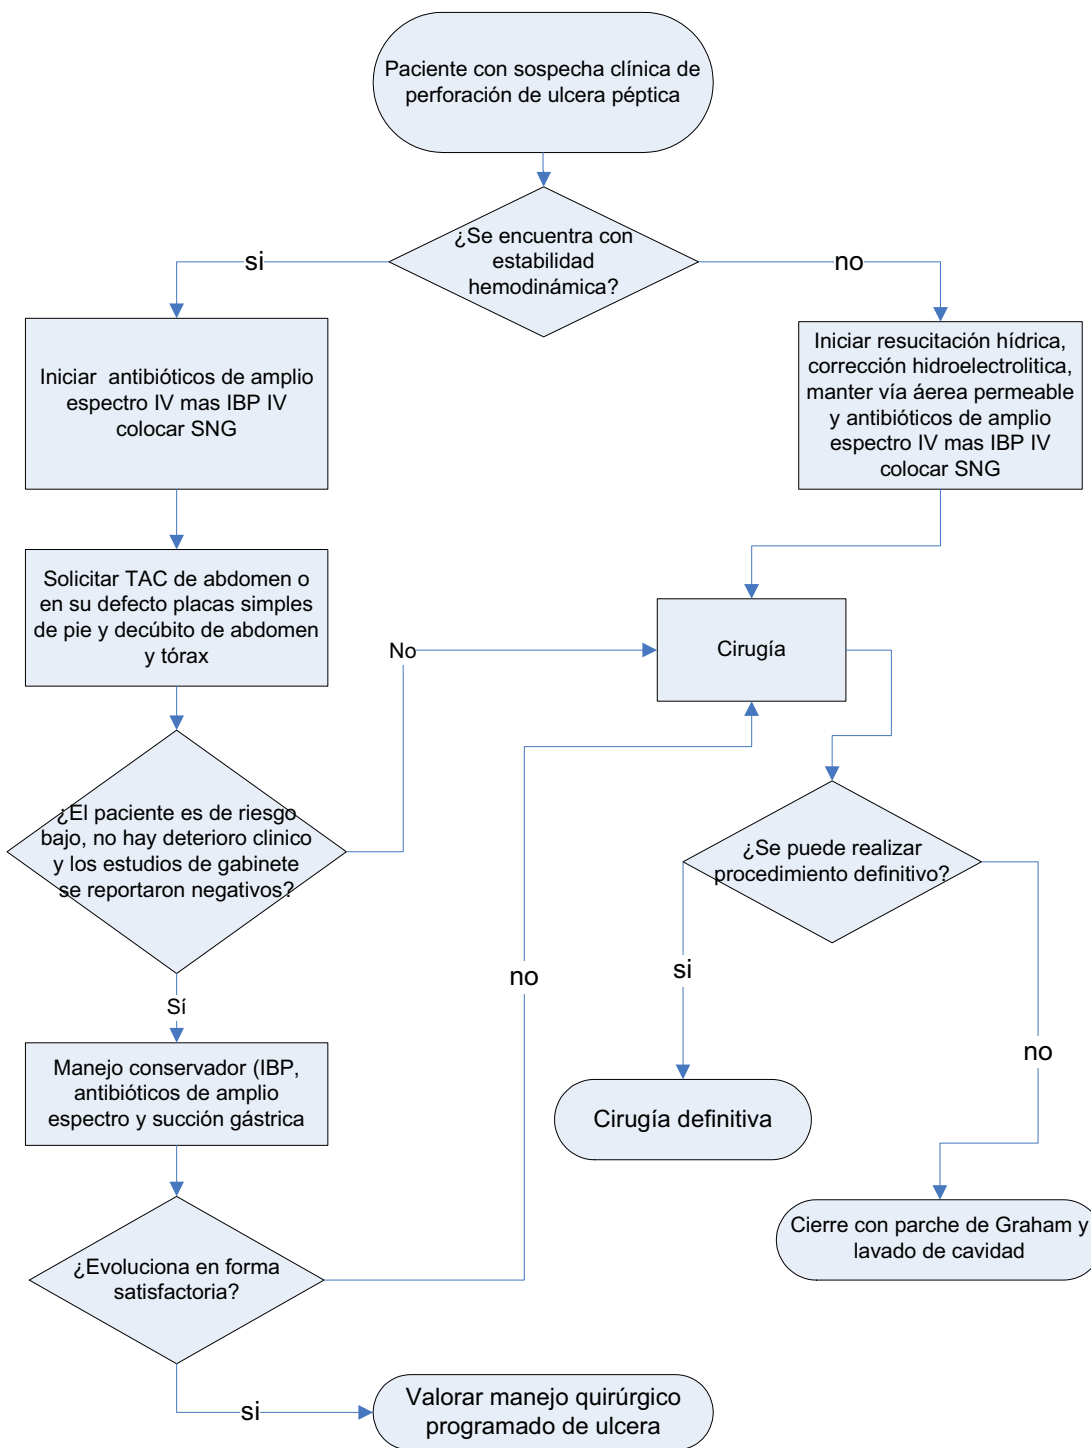 Paciente con sospecha clínica de
perforación de ulcera péptica
¿Se encuentra con
estabilidad
hemodinámica?
si
no
Iniciar antibióticos de amplio
espectro IV mas IBP IV
colocar SNG
Iniciar resucitación hídrica,
corrección hidroelectrolitica,
manter vía áerea permeable
y antibióticos de amplio
espectro IV mas IBP IV
colocar SNG
Solicitar TAC de abdomen o
en su defecto placas simples
de pie y decúbito de abdomen
y tórax
No
Cirugía
¿El paciente es de riesgo
bajo, no hay deterioro clinico
y los estudios de gabinete
se reportaron negativos?
¿Se puede realizar
procedimiento definitivo?
si
no
no
Sí
Manejo conservador (IBP,
antibióticos de amplio
espectro y succión gástrica
Cirugía definitiva
Cierre con parche de Graham y
lavado de cavidad
¿Evoluciona en forma
satisfactoria?
si
Valorar manejo quirúrgico
programado de ulcera